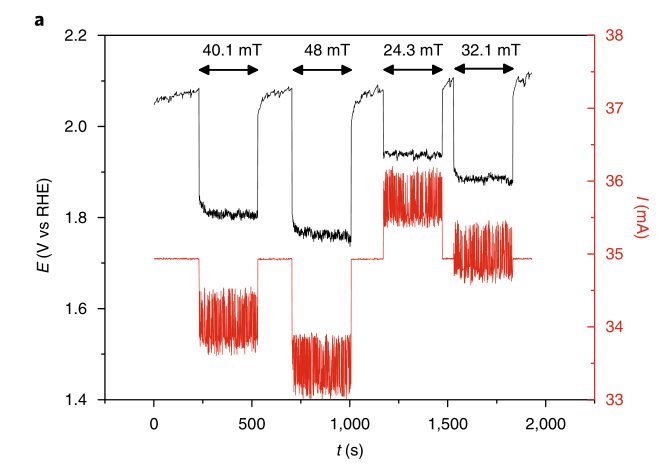 a
40.1 mT 48 mT 24.3 mT 32.1 mT
2.2
2.0
1.8
1.6
1.4
E (V vs RHE)
38
37
36
35
34
33
I (mA)
0 500 1,000 1,500 2,000
t (s)